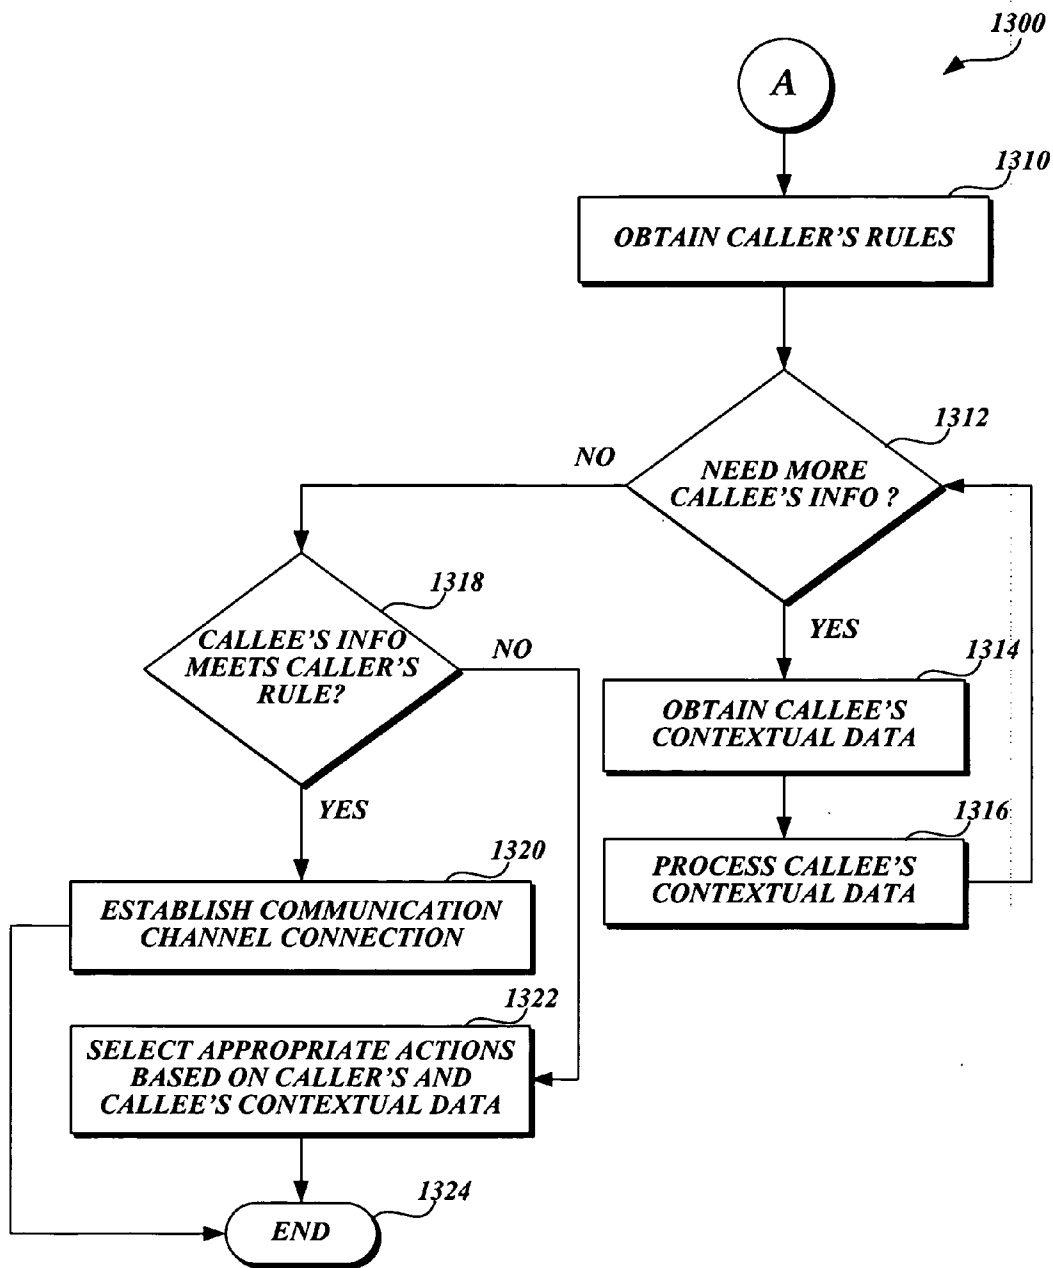 1300
A
1310
OBTAIN CALLER'S RULES
1312
NEED MORE
CALLEE'S INFO ?
NO
YES
1318
CALLEE'S INFO
MEETS CALLER'S
RULE?
NO
YES
1314
OBTAIN CALLEE'S
CONTEXTUAL DATA
1316
PROCESS CALLEE'S
CONTEXTUAL DATA
1320
ESTABLISH COMMUNICATION
CHANNEL CONNECTION
1322
SELECT APPROPRIATE ACTIONS
BASED ON CALLER'S AND
CALLEE'S CONTEXTUAL DATA
1324
END